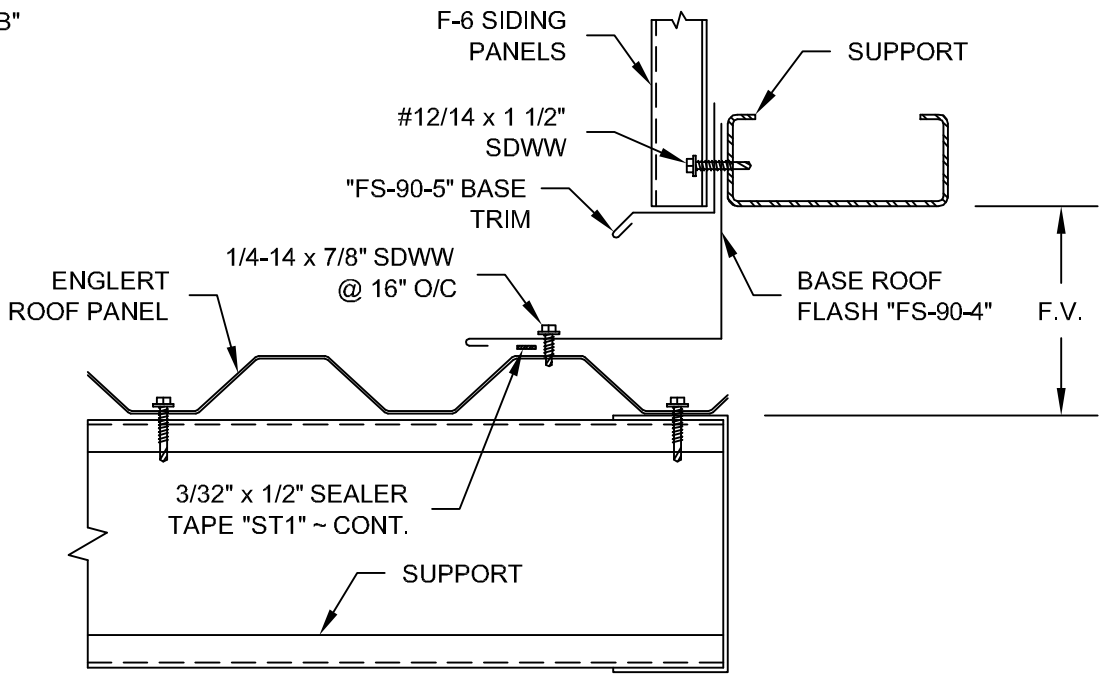 B"
F-6 SIDING
PANELS
SUPPORT
#12/14 x 1 1/2"
SDWW
"FS-90-5" BASE
TRIM
1/4-14 x 7/8" SDWW
@ 16" O/C
ENGLERT
ROOF PANEL
BASE ROOF
FLASH "FS-90-4"
F.V.
3/32" x 1/2" SEALER
TAPE "ST1" ~ CONT.
SUPPORT